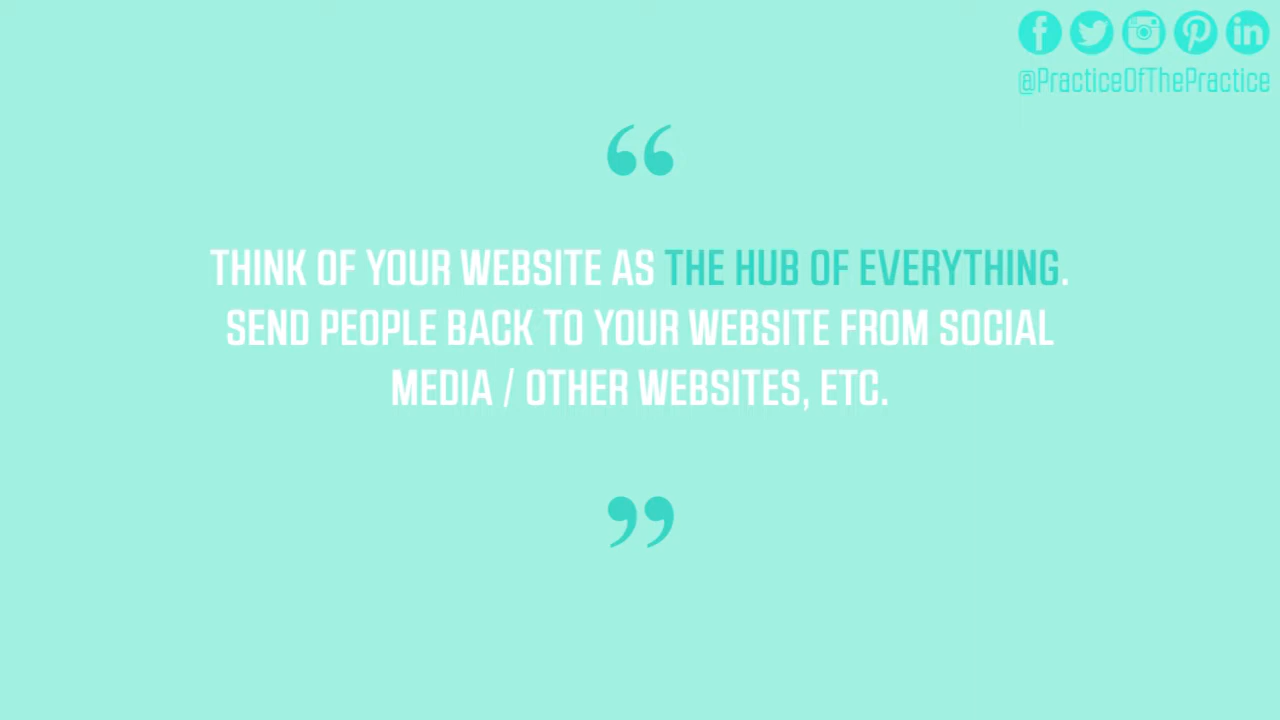 @PracticeOfThePractice
“
THINK OF YOUR WEBSITE AS THE HUB OF EVERYTHING.
SEND PEOPLE BACK TO YOUR WEBSITE FROM SOCIAL
MEDIA / OTHER WEBSITES, ETC.
”